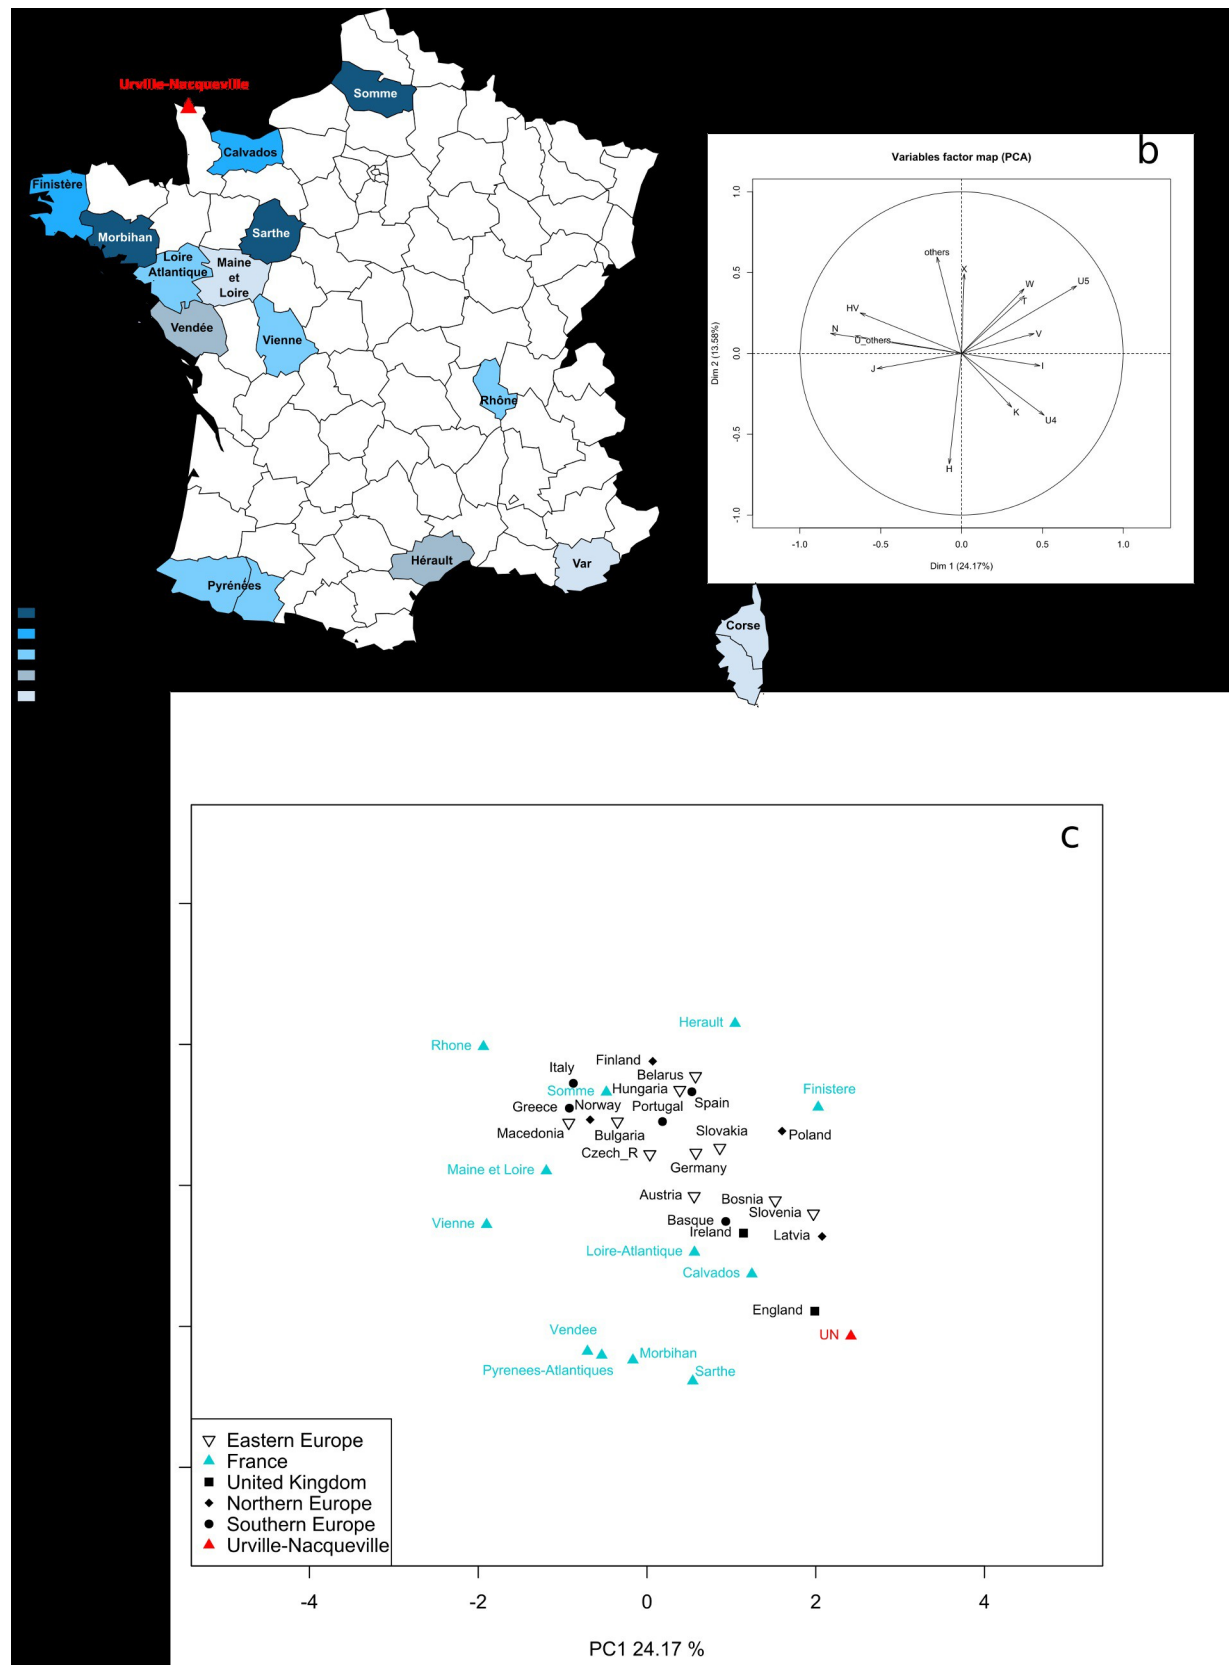 Urville-Nacqueville
Somme
Calvados
Finistère
Morbihan
Sarthe
Loire
Atlantique
Maine
et
Loire
Vendée
Vienne
Rhône
Pyrénées
Hérault
Var
Corse
b
Variables factor map (PCA)
Dim 2 (13.58%)
1.0
0.5
0.0
-0.5
-1.0
others
X
W
T
U5
HV
N
U_others
V
J
I
K
U4
H
-1.0
-0.5
0.0
0.5
1.0
Dim 1 (24.17%)
c
Herault
Rhone
Finland
Italy
Belarus
Somme
Hungaria
Finistere
Greece
Norway
Portugal
Spain
Macedonia
Bulgaria
Slovakia
Poland
Czech_R
Germany
Maine et Loire
Austria
Bosnia
Slovenia
Vienne
Basque
Ireland
Latvia
Loire-Atlantique
Calvados
England
UN
Vendee
Morbihan
Pyrenees-Atlantiques
Sarthe
Eastern Europe
France
United Kingdom
Northern Europe
Southern Europe
Urville-Nacqueville
-4
-2
0
2
4
PC1 24.17 %